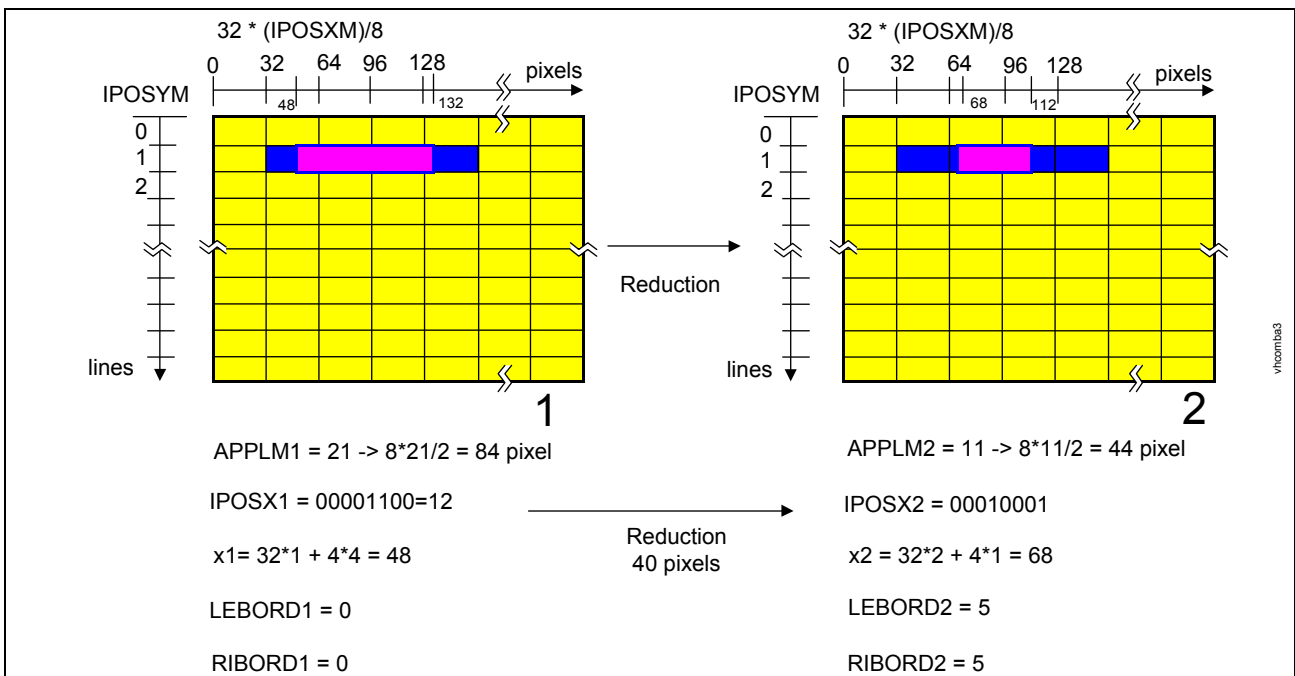 32 * (IPOSXM)/8
0 32 64 96 128 pixels
IPOSYM
48 132
0
1
2
lines
1
32 * (IPOSXM)/8
0 32 64 96 128 pixels
IPOSYM
68 112
0
1
2
lines
2
Reduction
vhcomba3
APPLM1 = 21 -> 8*21/2 = 84 pixel
APPLM2 = 11 -> 8*11/2 = 44 pixel
IPOSX1 = 00001100=12
IPOSX2 = 00010001
Reduction
40 pixels
x1= 32*1 + 4*4 = 48
x2 = 32*2 + 4*1 = 68
LEBORD1 = 0
LEBORD2 = 5
RIBORD1 = 0
RIBORD2 = 5